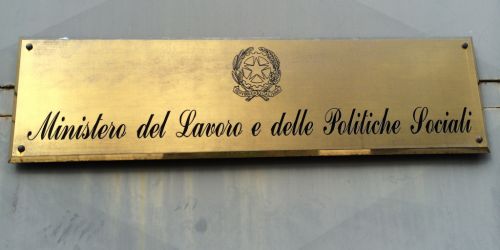 Ministero del Lavoro e delle Politiche Sociali